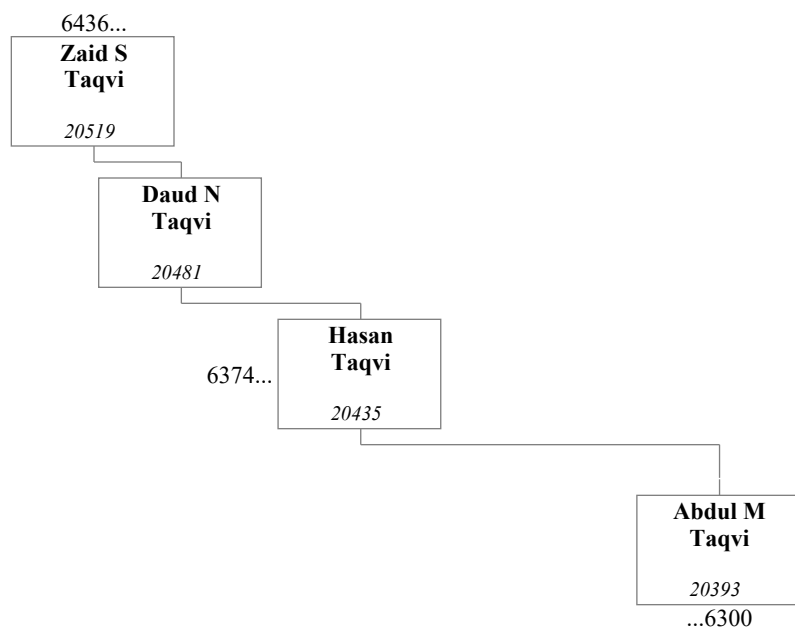 6436...
Zaid S
Taqvi
20519
Daud N
Taqvi
20481
Hasan
Taqvi
6374...
20435
Abdul M
Taqvi
20393
...6300